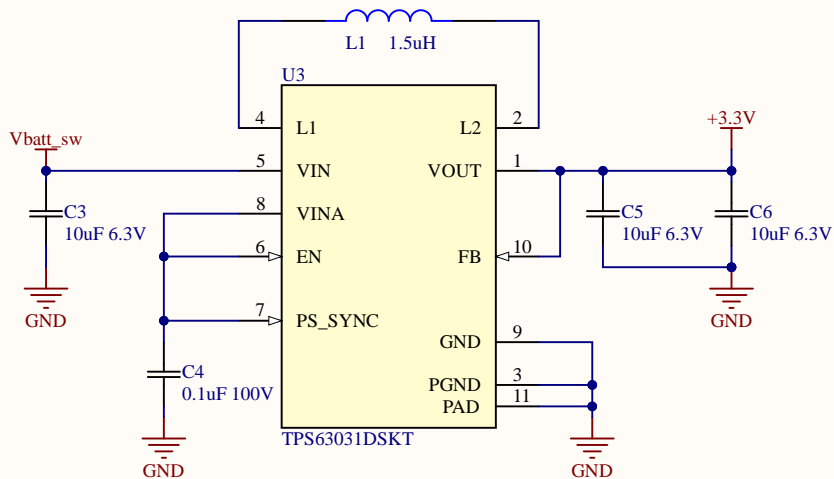 L1 1.5uH
U3
4 L1 L2 2
Vbatt_sw
+3.3V
5 VIN VOUT 1
8 VINA
C3
10uF 6.3V
C5
10uF 6.3V
C6
10uF 6.3V
6 EN FB 10
GND
GND
7 PS_SYNC
GND 9
C4
0.1uF 100V
PGND 3
PAD 11
TPS63031DSKT
GND
GND